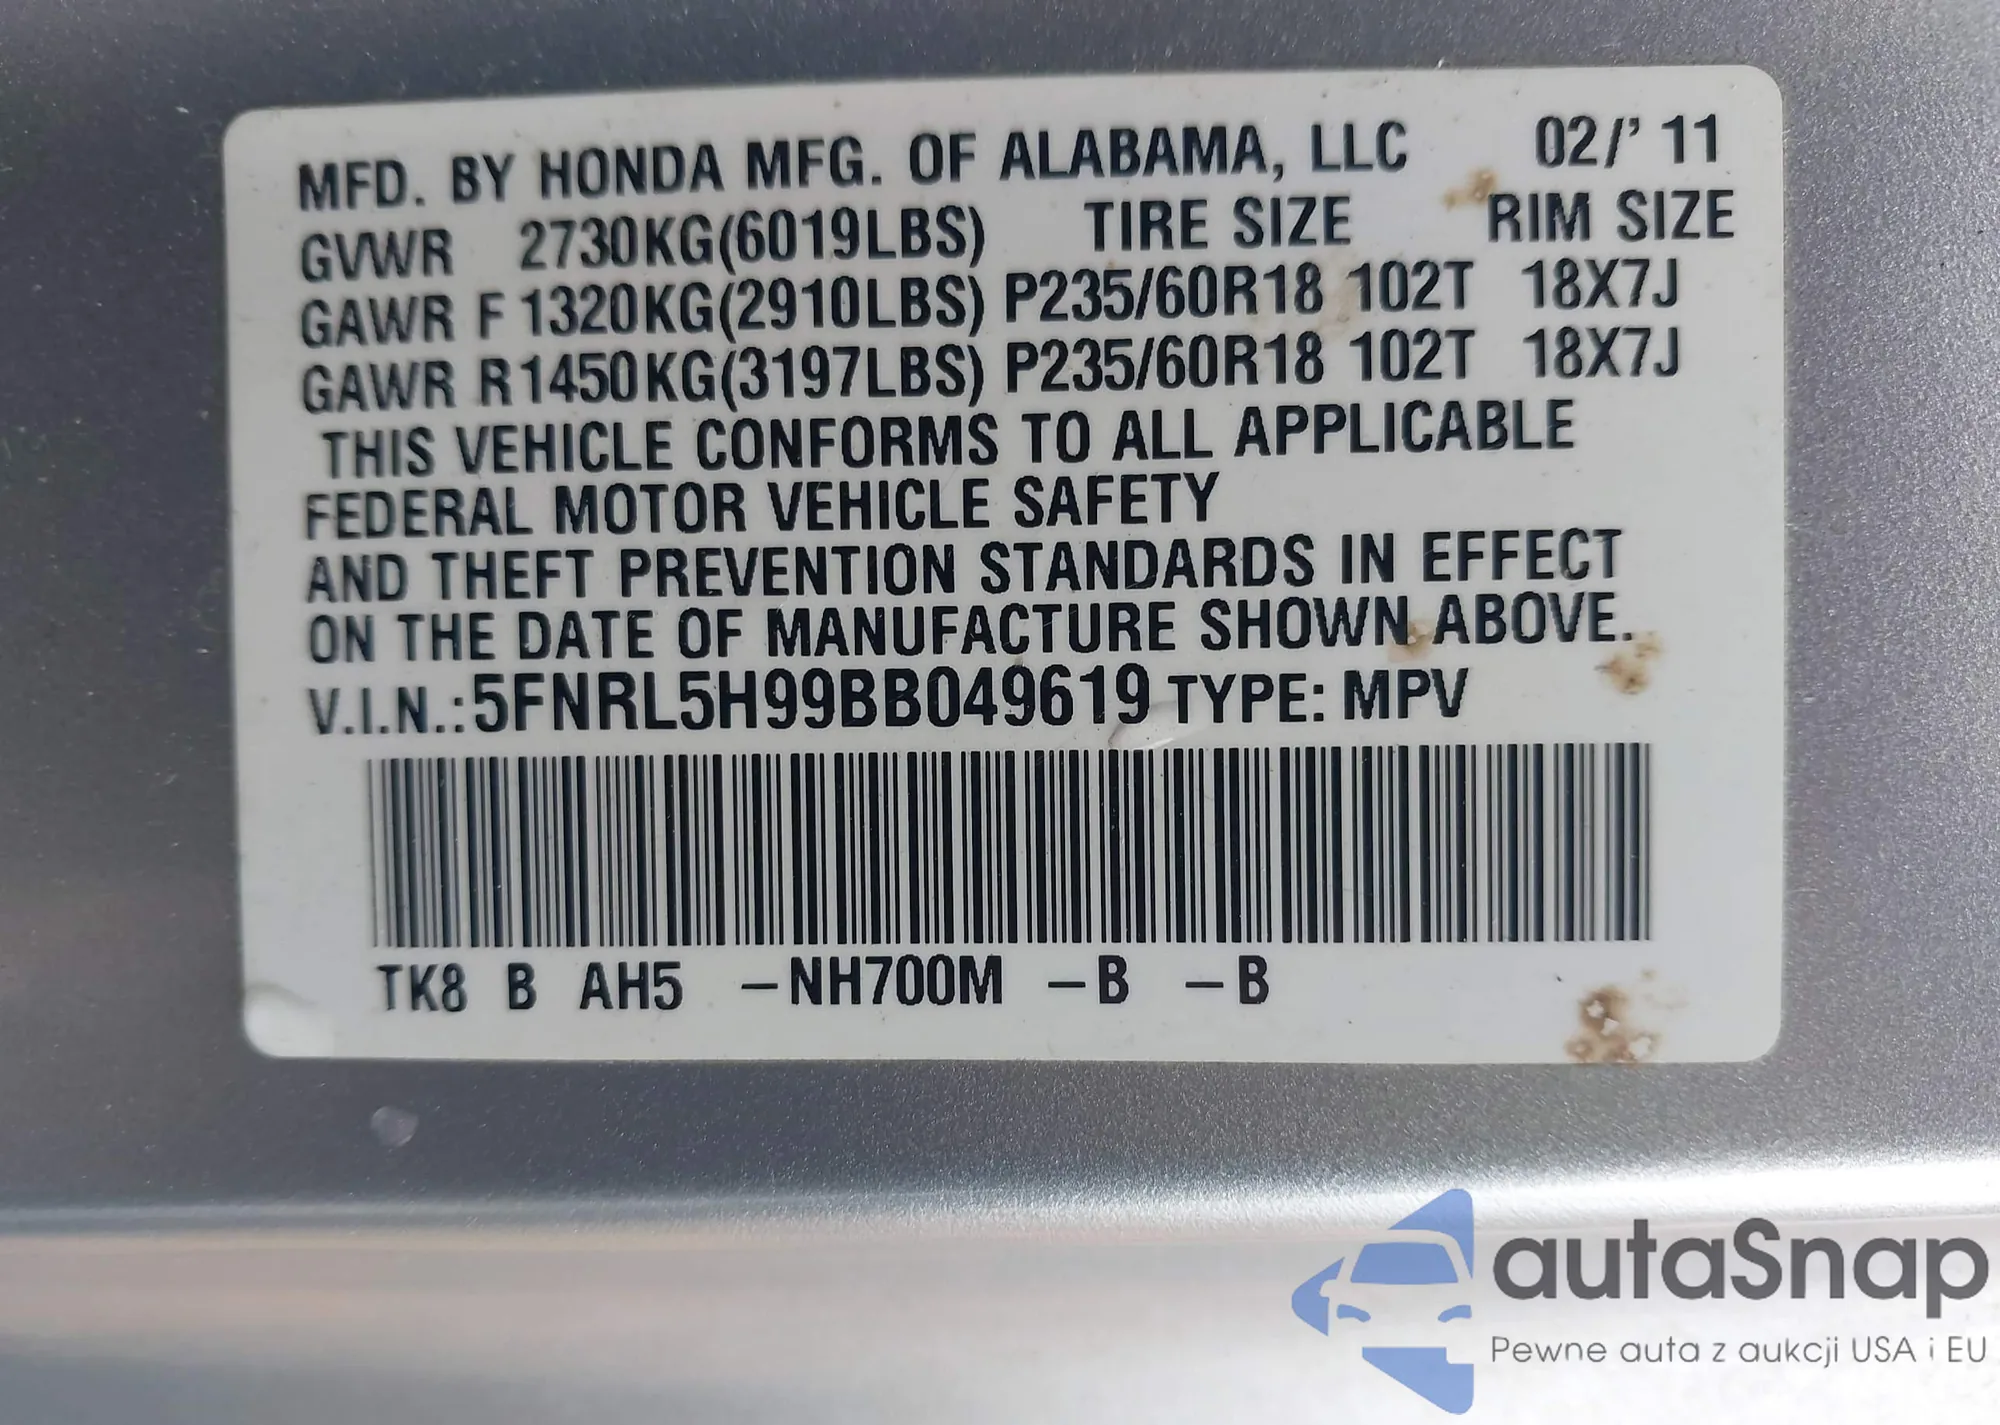 MFD. BY HONDA MFG. OF ALABAMA, LLC 02/' 11
GVWR 2730KG(6019LBS) TIRE SIZE RIM SIZE
GAWR F 1320KG(2910LBS) P235/60R18 102T 18X7J
GAWR R 1450KG(3197LBS) P235/60R18 102T 18X7J
THIS VEHICLE CONFORMS TO ALL APPLICABLE
FEDERAL MOTOR VEHICLE SAFETY
AND THEFT PREVENTION STANDARDS IN EFFECT
ON THE DATE OF MANUFACTURE SHOWN ABOVE.
V.I.N.: 5FNRL5H99BB049619 TYPE: MPV
TK8 B AH5 –NH700M –B –B
autaSnap
Pewne auta z aukcji USA i EU